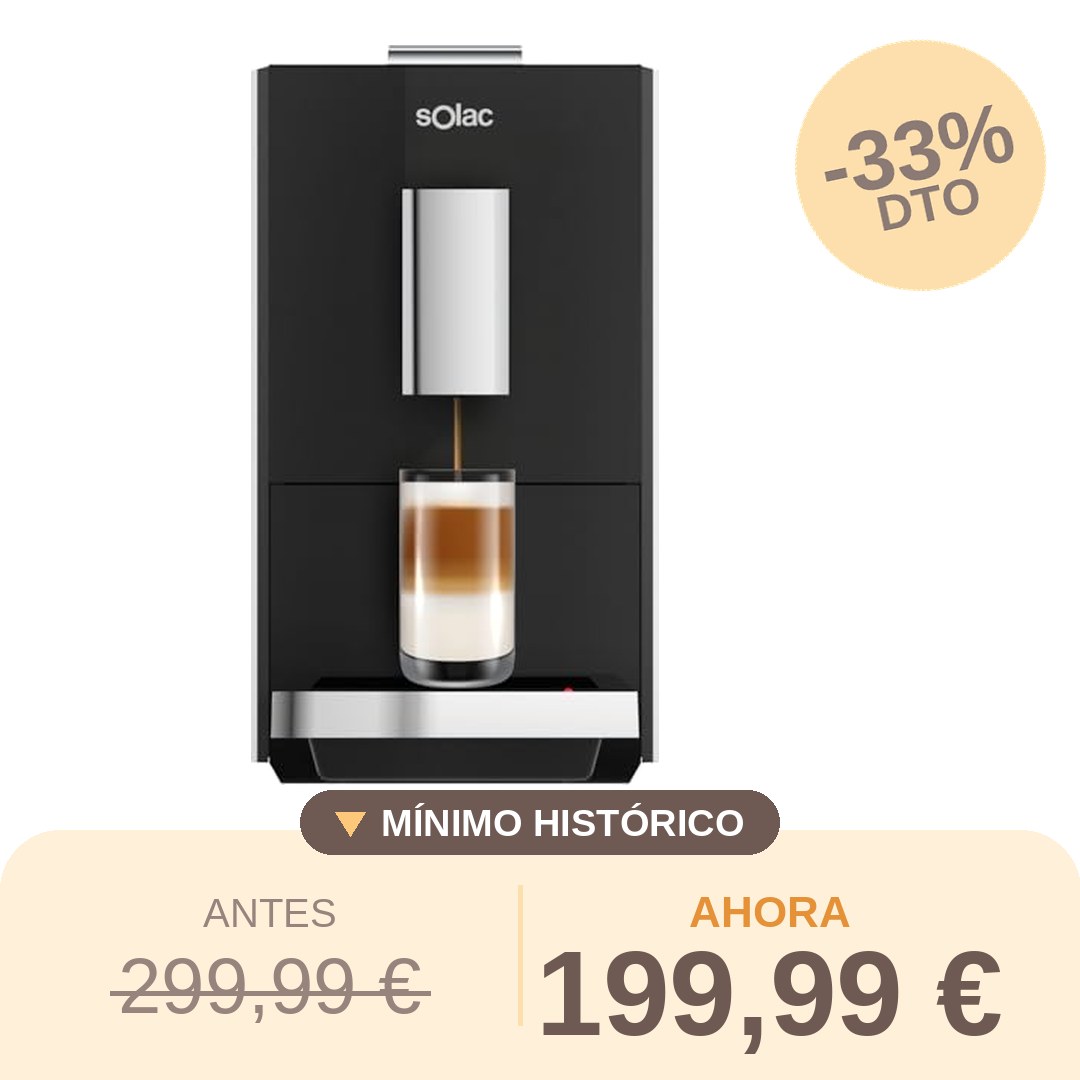 solac
-33%
DTO
MÍNIMO HISTÓRICO
ANTES
299,99 €
AHORA
199,99 €